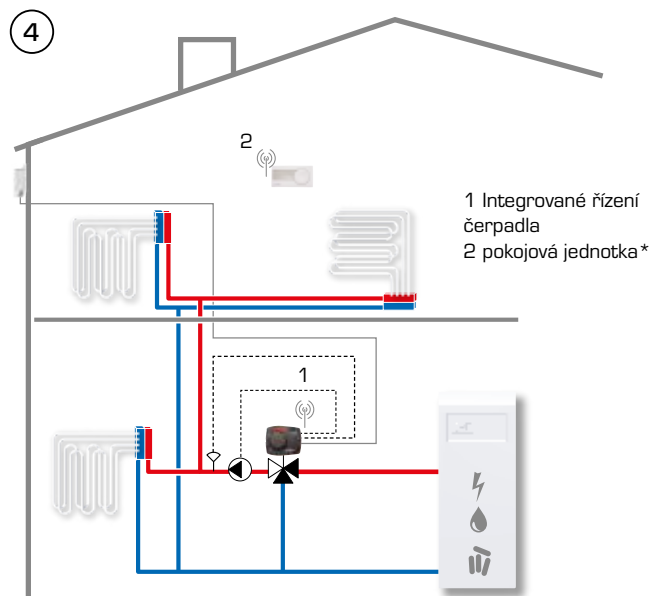 4
2
1 Integrované řízení
čerpadla
2 pokojová jednotka*
1